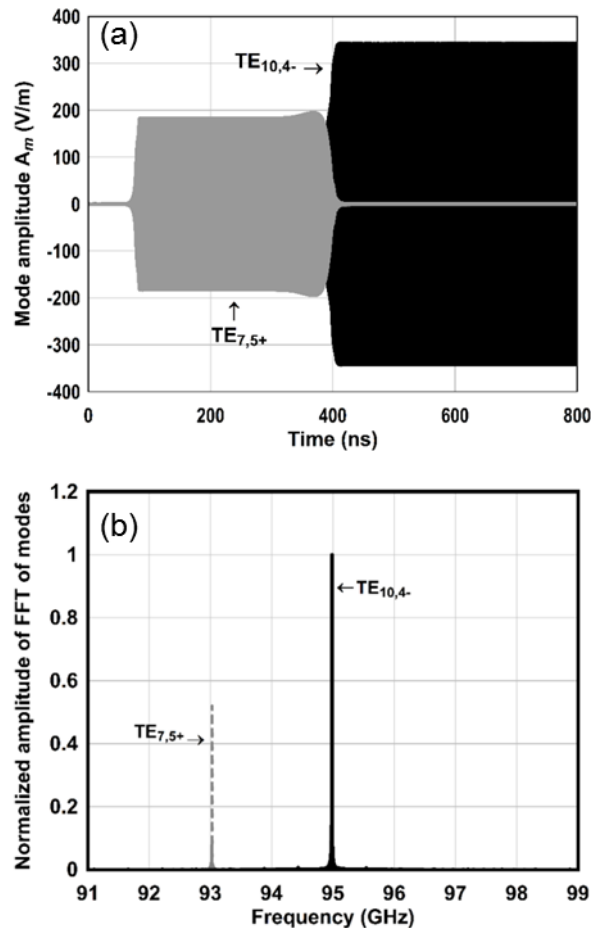 (a)
Mode amplitude A_m (V/m)
400
300
200
100
0
-100
-200
-300
-400
TE10,4- →
↑
TE7,5+
0 200 400 600 800
Time (ns)
(b)
Normalized amplitude of FFT of modes
1.2
1
0.8
0.6
0.4
0.2
0
←TE10,4-
TE7,5+ →
91 92 93 94 95 96 97 98 99
Frequency (GHz)